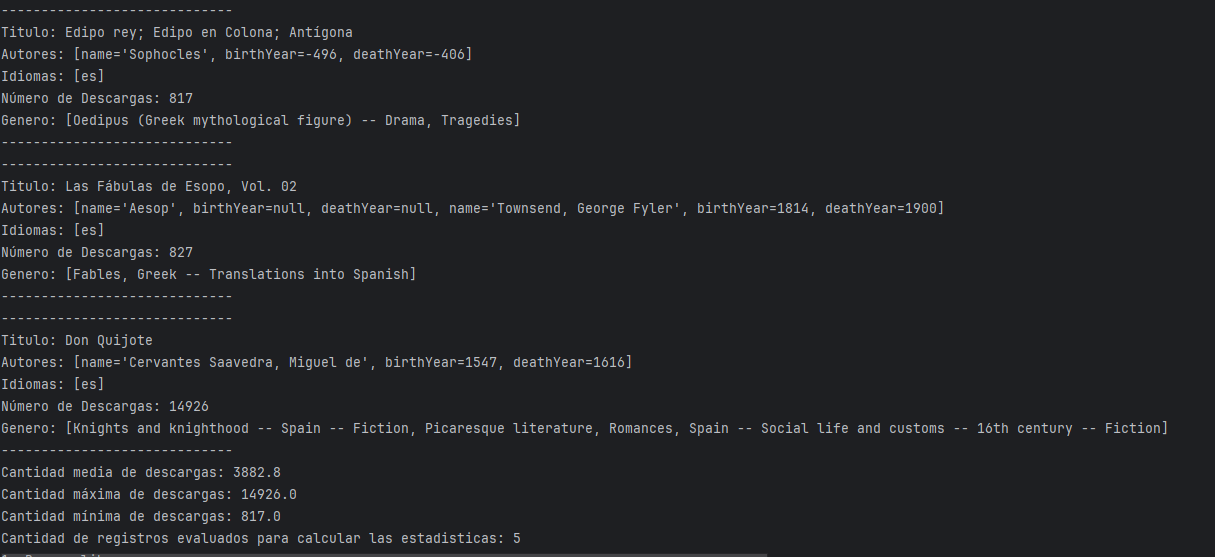 -----------------------------
Titulo: Edipo rey; Edipo en Colona; Antígona
Autores: [name='Sophocles', birthYear=-496, deathYear=-406]
Idiomas: [es]
Número de Descargas: 817
Genero: [Oedipus (Greek mythological figure) -- Drama, Tragedies]
-----------------------------
-----------------------------
Titulo: Las Fábulas de Esopo, Vol. 02
Autores: [name='Aesop', birthYear=null, deathYear=null, name='Townsend, George Fyler', birthYear=1814, deathYear=1900]
Idiomas: [es]
Número de Descargas: 827
Genero: [Fables, Greek -- Translations into Spanish]
-----------------------------
-----------------------------
Titulo: Don Quijote
Autores: [name='Cervantes Saavedra, Miguel de', birthYear=1547, deathYear=1616]
Idiomas: [es]
Número de Descargas: 14926
Genero: [Knights and knighthood -- Spain -- Fiction, Picaresque literature, Romances, Spain -- Social life and customs -- 16th century -- Fiction]
-----------------------------
Cantidad media de descargas: 3882.8
Cantidad máxima de descargas: 14926.0
Cantidad mínima de descargas: 817.0
Cantidad de registros evaluados para calcular las estadisticas: 5